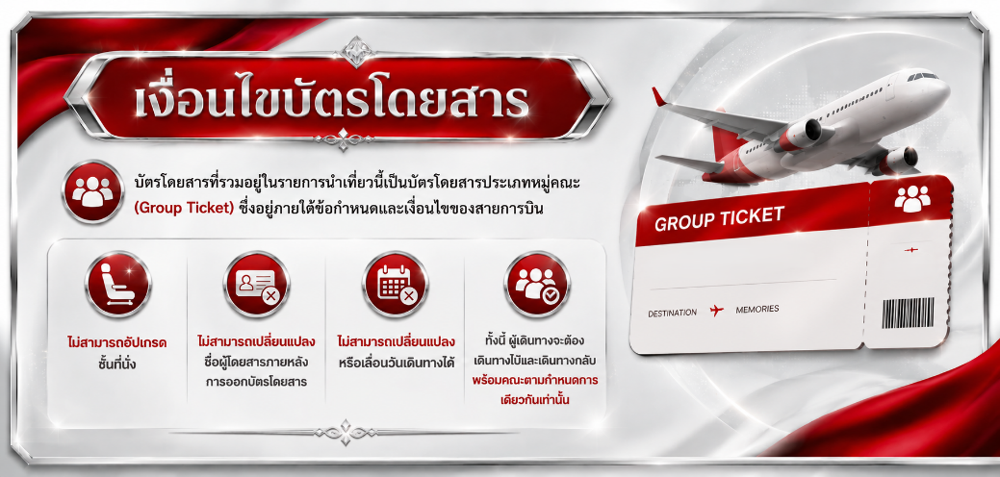 เงื่อนไขบัตรโดยสาร
บัตรโดยสารที่รวมอยู่ในรายการนำเที่ยวนี้เป็นบัตรโดยสารประเภทหมู่คณะ
(Group Ticket) ซึ่งอยู่ภายใต้ข้อกำหนดและเงื่อนไขของสายการบิน
ไม่สามารถอัปเกรด
ชั้นที่นั่ง
ไม่สามารถเปลี่ยนแปลง
ชื่อผู้โดยสารภายหลัง
การออกบัตรโดยสาร
ไม่สามารถเปลี่ยนแปลง
หรือเลื่อนวันเดินทางได้
ทั้งนี้ ผู้เดินทางจะต้อง
เดินทางไปและเดินทางกลับ
พร้อมคณะตามกำหนดการ
เดียวกันเท่านั้น
GROUP TICKET
DESTINATION MEMORIES